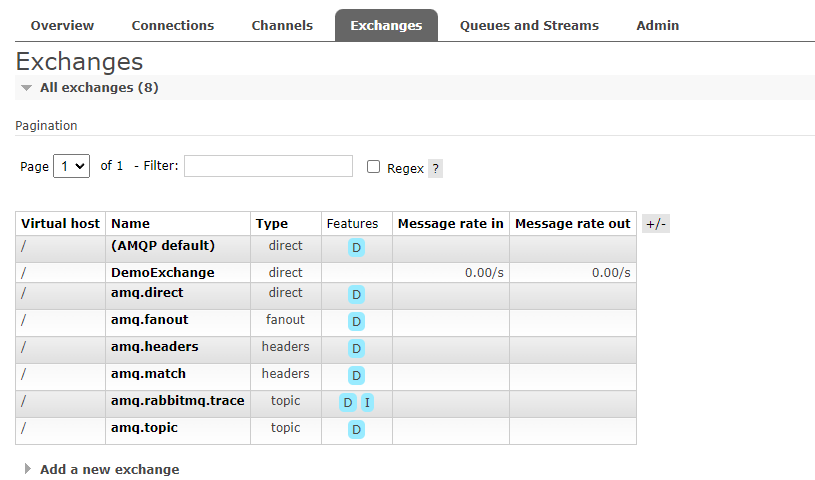 Overview Connections Channels Exchanges Queues and Streams Admin
Exchanges
All exchanges (8)
Pagination
Page 1 of 1 - Filter: Regex ?
Virtual host Name Type Features Message rate in Message rate out +/-
/ (AMQP default) direct D
/ DemoExchange direct 0.00/s 0.00/s
/ amq.direct direct D
/ amq.fanout fanout D
/ amq.headers headers D
/ amq.match headers D
/ amq.rabbitmq.trace topic D I
/ amq.topic topic D
Add a new exchange